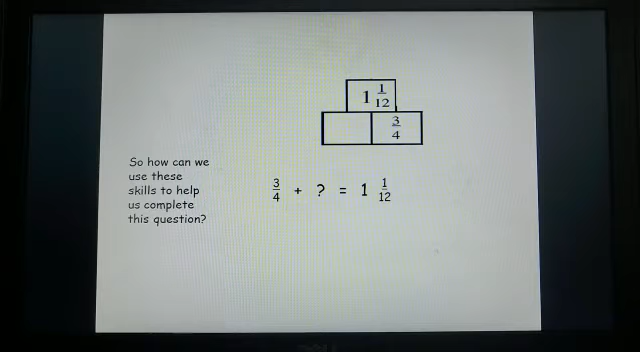 1 1/12
3/4
So how can we
use these
skills to help
us complete
this question?
3/4 + ? = 1 1/12